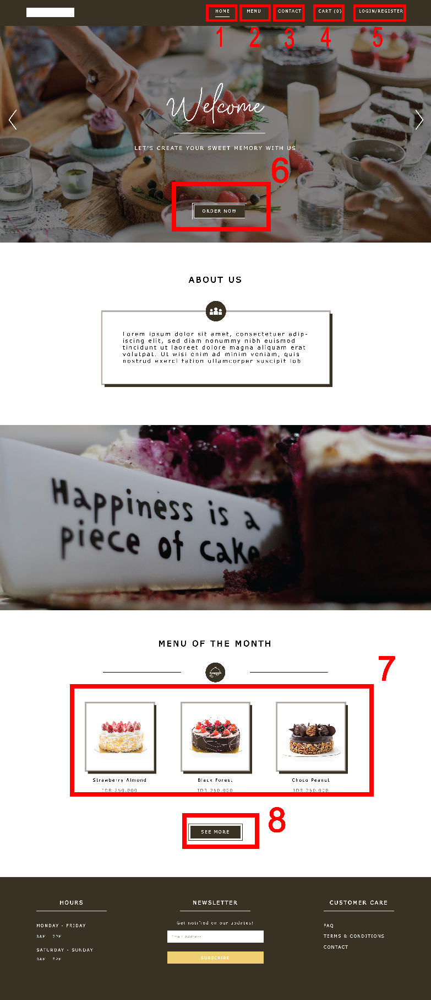 HOME
MENU
CONTACT
CART (0)
LOGIN/REGISTER
1
2
3
4
5
Welcome
LET'S CREATE YOUR SWEET MEMORY WITH US
6
ORDER NOW
ABOUT US
Lorem ipsum dolor sit amet, consectetuer adip-
iscing elit, sed diam nonummy nibh euismod
tincidunt ut laoreet dolore magna aliquam erat
volutpat. Ut wisi enim ad minim veniam, quis
nostrud exerci tation ullamcorper suscipit lob
Happiness is a
piece of cake
MENU OF THE MONTH
7
Strawberry Almond
Black Forest
Choco Peanut
IDR 250.000
IDR 250.000
IDR 250.000
8
SEE MORE
HOURS
MONDAY - FRIDAY
8AM - 7PM
SATURDAY - SUNDAY
9AM - 5PM
NEWSLETTER
Get notified on our updates!
Email Address
SUBSCRIBE
CUSTOMER CARE
FAQ
TERMS & CONDITIONS
CONTACT